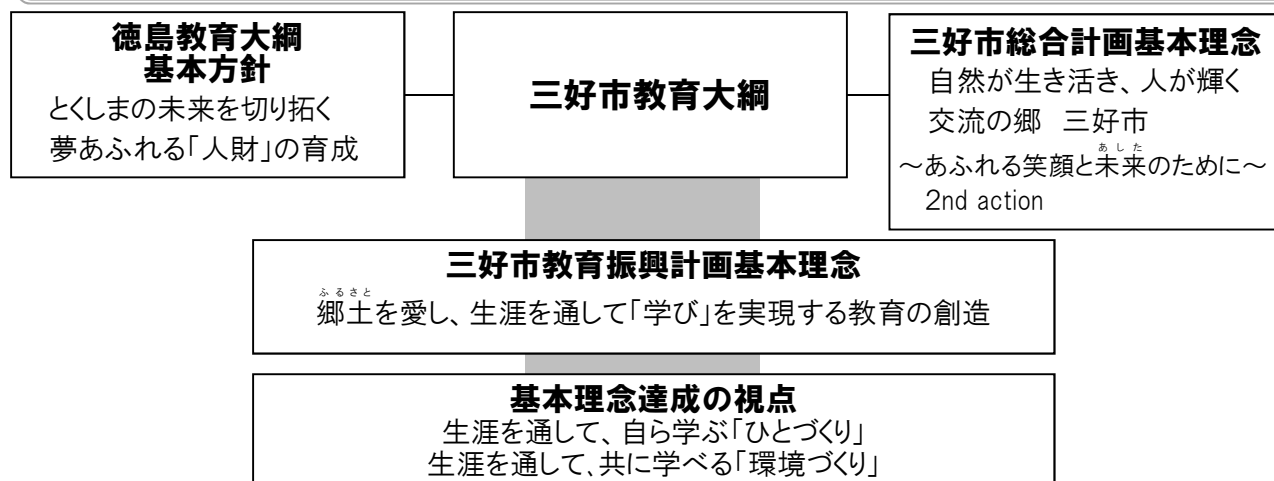 徳島教育大綱
基本方針
とくしまの未来を切り拓く
夢あふれる「人財」の育成
三好市教育大綱
三好市総合計画基本理念
自然が生き活き、人が輝く
交流の郷　三好市
あした
～あふれる笑顔と未来のために～
2nd action
三好市教育振興計画基本理念
ふるさと
郷土を愛し、生涯を通して「学び」を実現する教育の創造
基本理念達成の視点
生涯を通して、自ら学ぶ「ひとづくり」
生涯を通して、共に学べる「環境づくり」